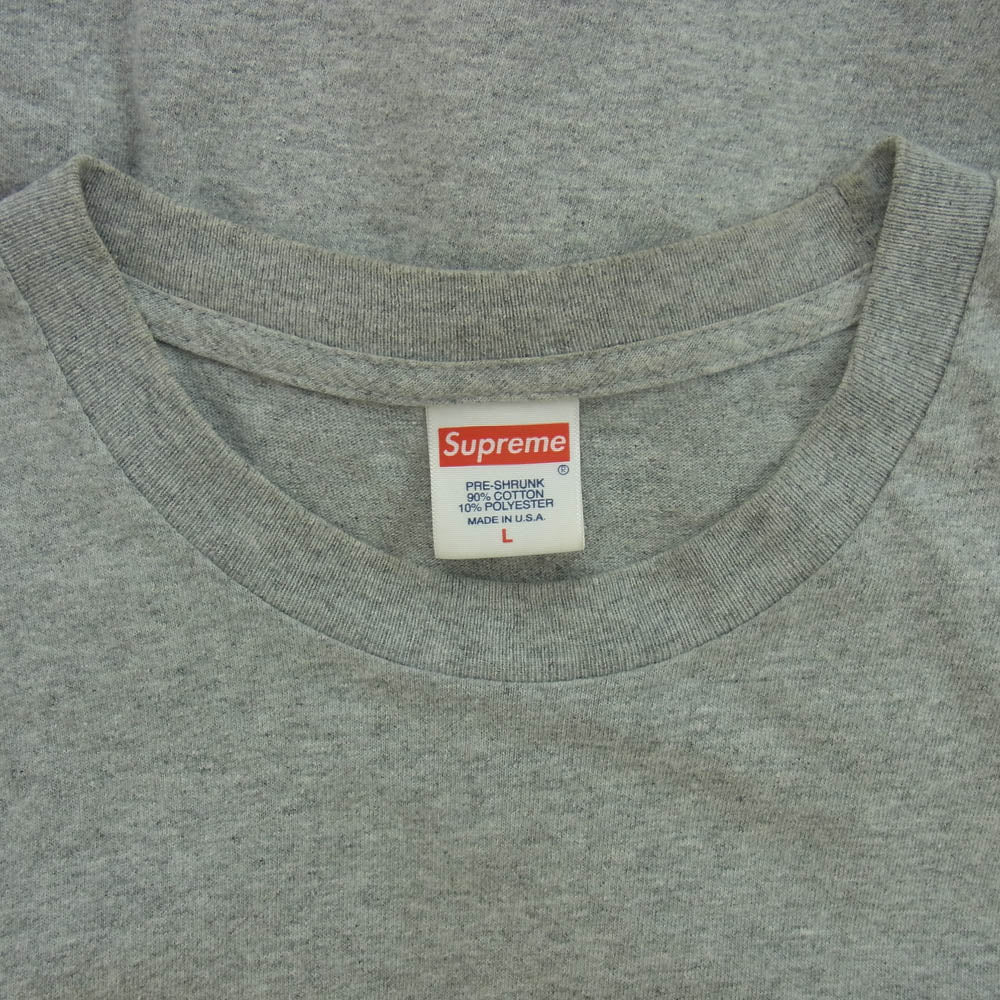 Supreme
®
PRE-SHRUNK
90% COTTON
10% POLYESTER
MADE IN U.S.A.
L